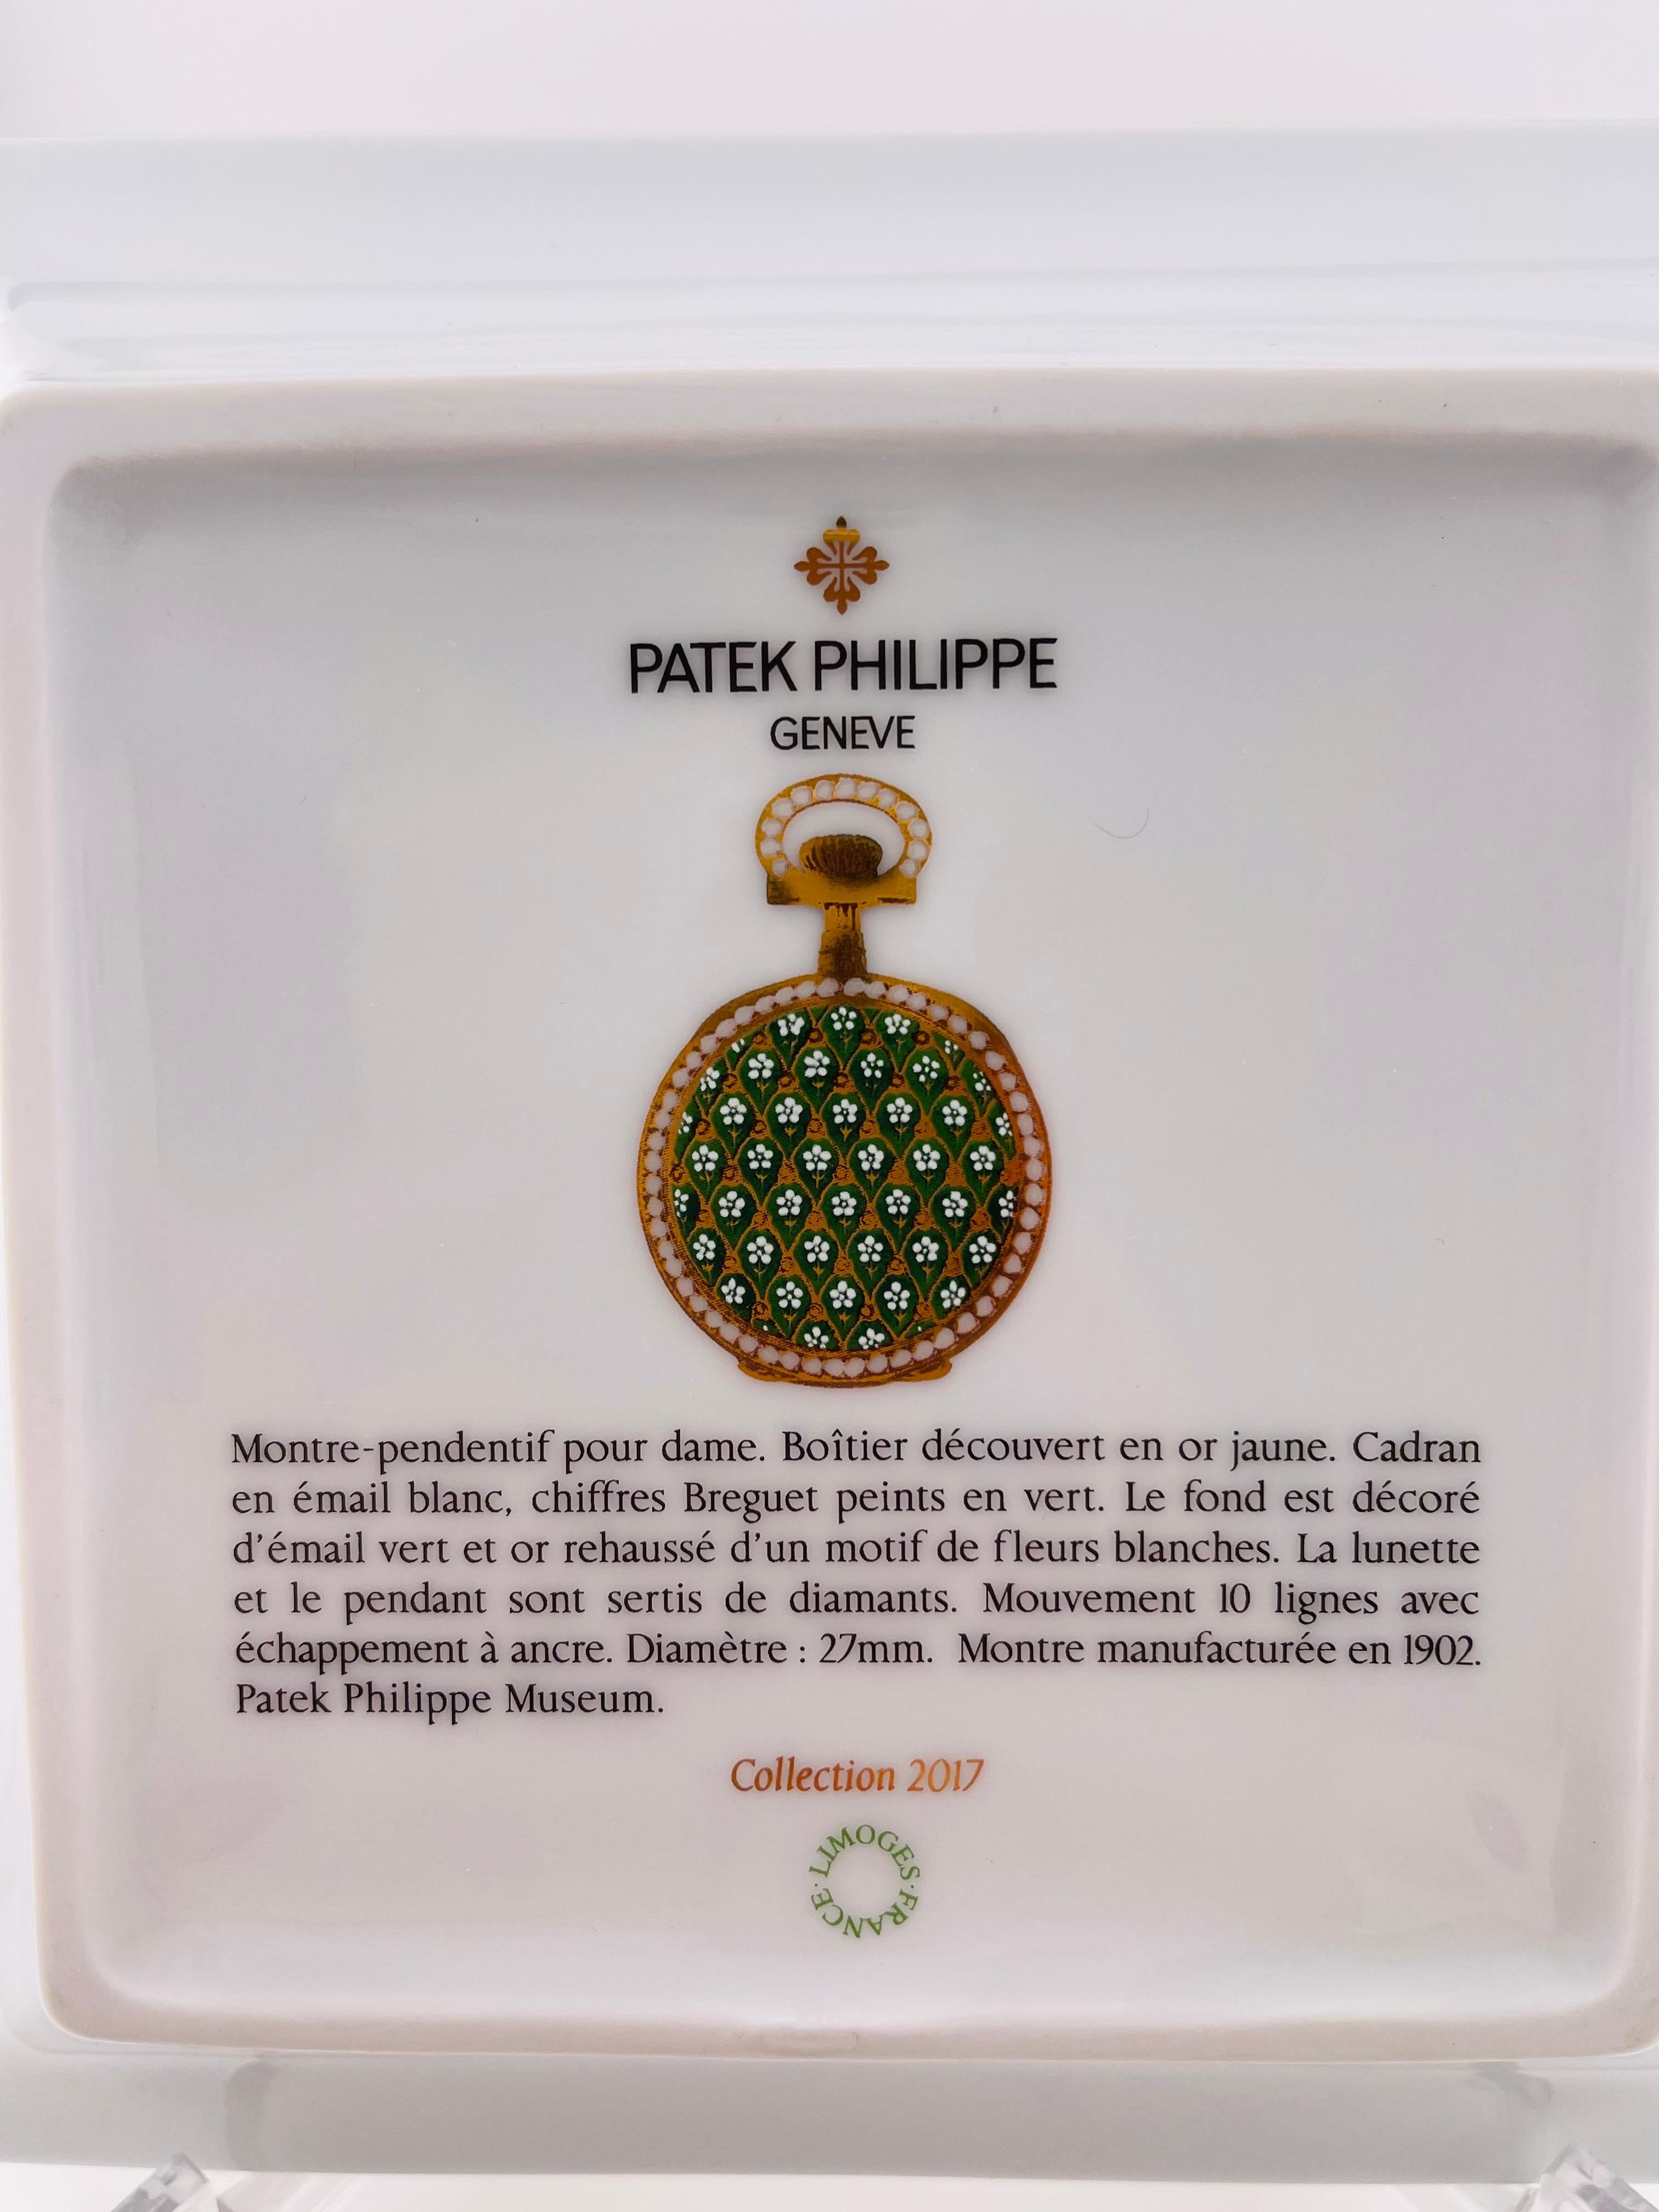 PATEK PHILIPPE
GENEVE
Montre-pendentif pour dame. Boîtier découvert en or jaune. Cadran
en émail blanc, chiffres Breguet peints en vert. Le fond est décoré
d'émail vert et or rehaussé d'un motif de fleurs blanches. La lunette
et le pendant sont sertis de diamants. Mouvement 10 lignes avec
échappement à ancre. Diamètre : 27mm. Montre manufacturée en 1902.
Patek Philippe Museum.
Collection 2017
LIMOGES · FRANCE ·